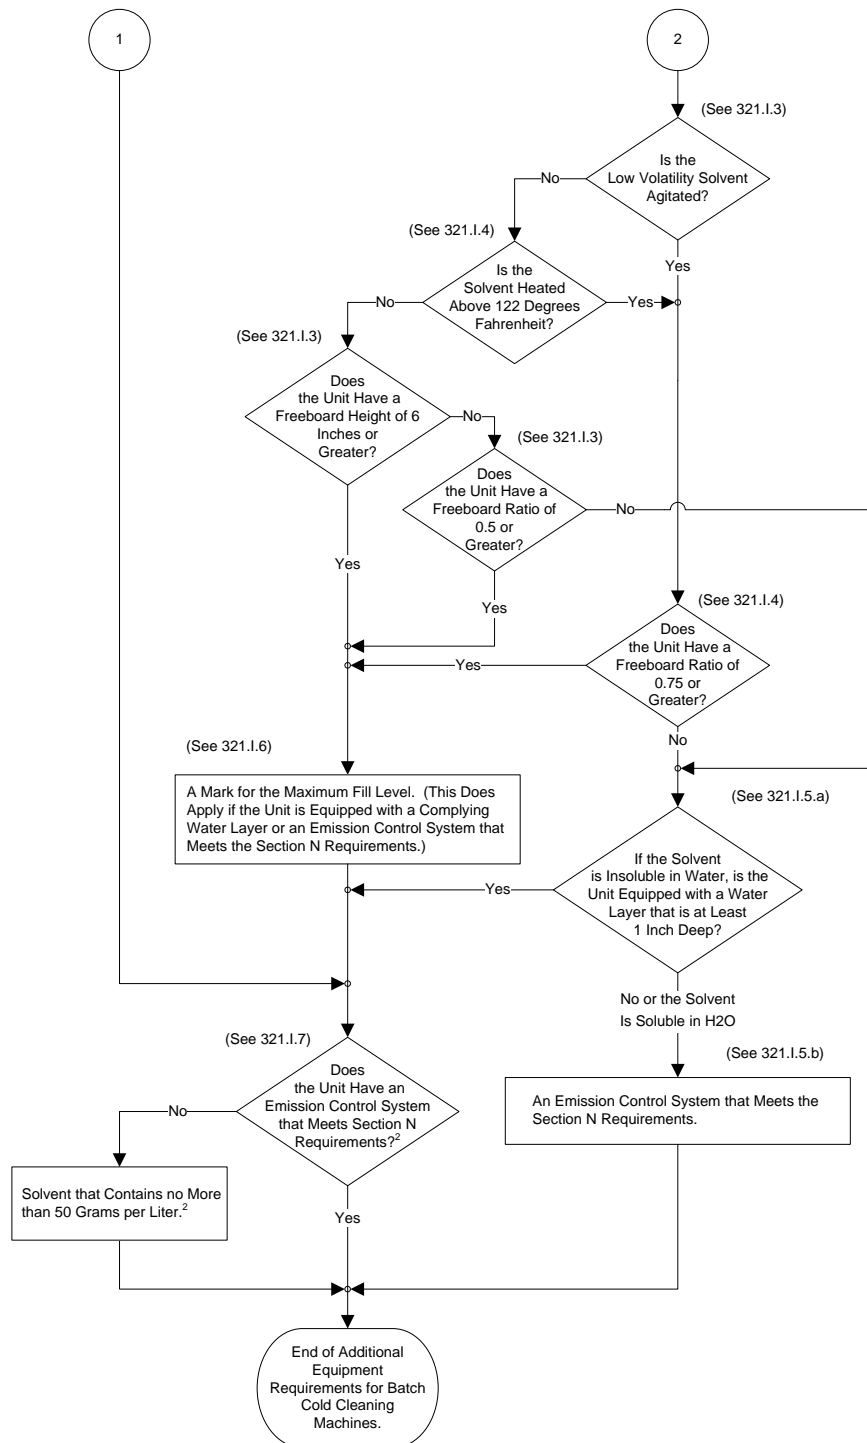 1
2
(See 321.I.3)
Is the
Low Volatility Solvent
Agitated?
No
Yes
(See 321.I.4)
Is the
Solvent Heated
Above 122 Degrees
Fahrenheit?
No
Yes
(See 321.I.3)
Does
the Unit Have a
Freeboard Height of 6
Inches or
Greater?
No
Yes
(See 321.I.3)
Does
the Unit Have a
Freeboard Ratio of
0.5 or
Greater?
No
Yes
(See 321.I.4)
Does
the Unit Have a
Freeboard Ratio of
0.75 or
Greater?
Yes
No
(See 321.I.6)
A Mark for the Maximum Fill Level. (This Does
Apply if the Unit is Equipped with a Complying
Water Layer or an Emission Control System that
Meets the Section N Requirements.)
(See 321.I.5.a)
If the Solvent
is Insoluble in Water, is the
Unit Equipped with a Water
Layer that is at Least
1 Inch Deep?
Yes
No or the Solvent
Is Soluble in H2O
(See 321.I.5.b)
An Emission Control System that Meets the
Section N Requirements.
(See 321.I.7)
Does
the Unit Have an
Emission Control System
that Meets Section N
Requirements?²
No
Yes
Solvent that Contains no More
than 50 Grams per Liter.²
End of Additional
Equipment
Requirements for Batch
Cold Cleaning
Machines.